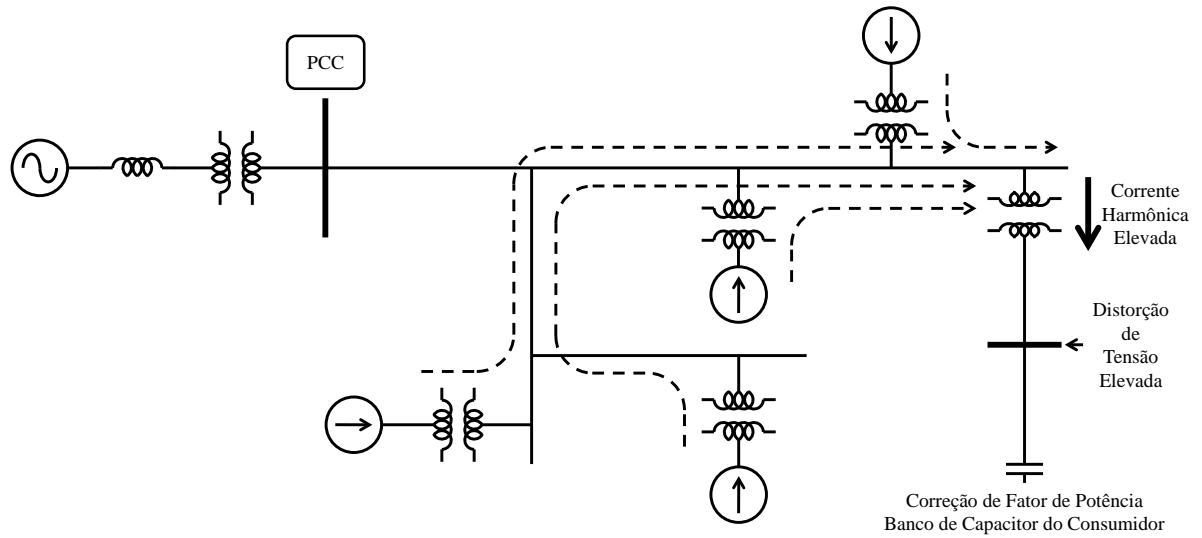 PCC
Corrente
Harmônica
Elevada
Distorção
de
Tensão
Elevada
Correção de Fator de Potência
Banco de Capacitor do Consumidor